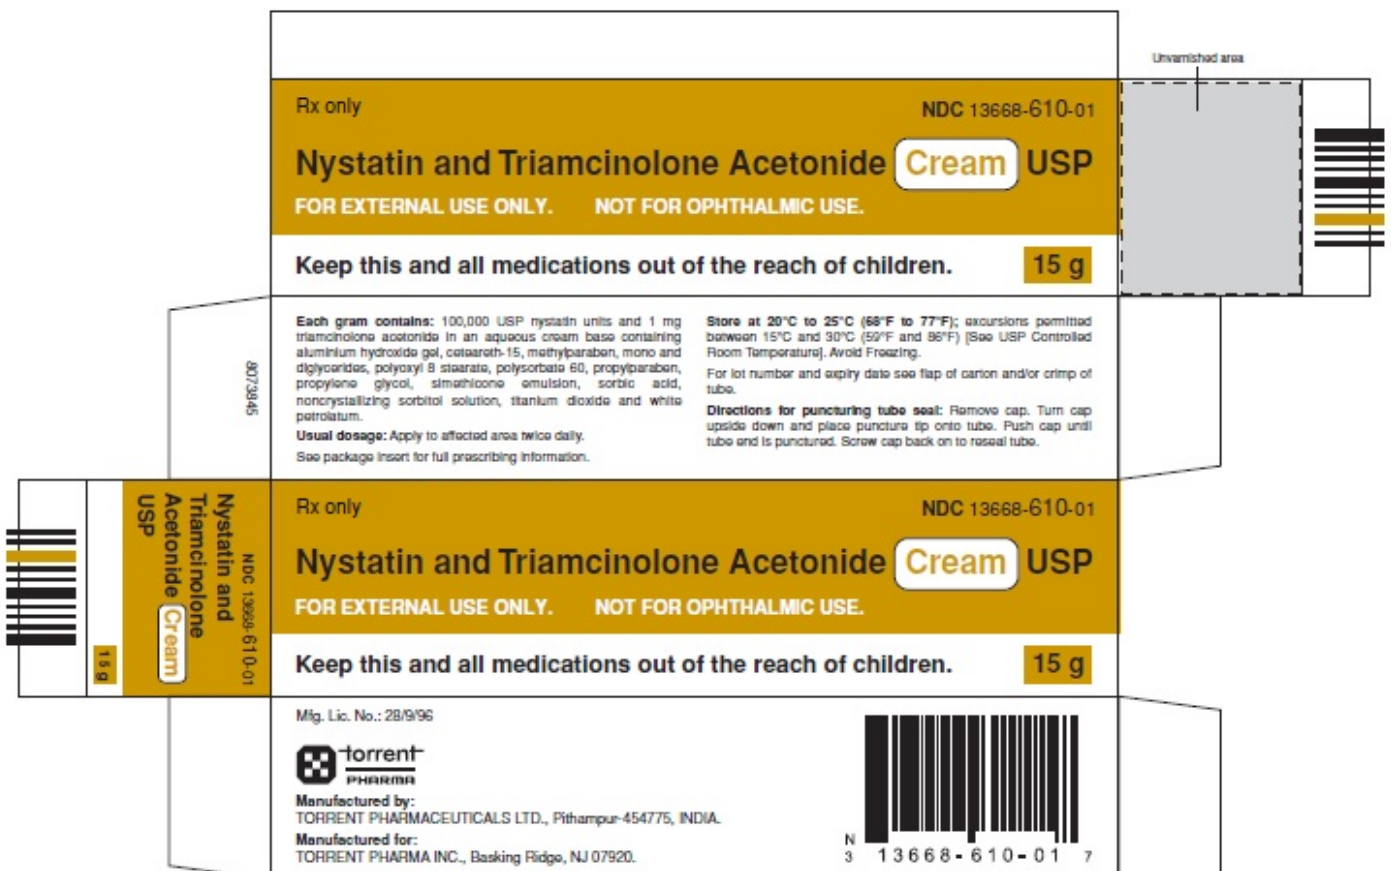 Unvarnished area
Rx only
NDC 13668-610-01
Nystatin and Triamcinolone Acetonide Cream USP
FOR EXTERNAL USE ONLY. NOT FOR OPHTHALMIC USE.
Keep this and all medications out of the reach of children.
15 g
Each gram contains: 100,000 USP nystatin units and 1 mg
triamcinolone acetonide in an aqueous cream base containing
aluminium hydroxide gel, ceteareth-15, methylparaben, mono and
diglycerides, polyoxyl 8 stearate, polysorbate 60, propylparaben,
propylene glycol, simethicone emulsion, sorbic acid,
noncrystallizing sorbitol solution, titanium dioxide and white
petrolatum.
Usual dosage: Apply to affected area twice daily.
See package insert for full prescribing information.
Store at 20°C to 25°C (68°F to 77°F); excursions permitted
between 15°C and 30°C (59°F and 86°F) [See USP Controlled
Room Temperature]. Avoid Freezing.
For lot number and expiry date see flap of carton and/or crimp of
tube.
Directions for puncturing tube seal: Remove cap. Turn cap
upside down and place puncture tip onto tube. Push cap until
tube end is punctured. Screw cap back on to reseal tube.
8073845
NDC 13668-610-01
Nystatin and
Triamcinolone
Acetonide Cream
USP
15 g
Rx only
NDC 13668-610-01
Nystatin and Triamcinolone Acetonide Cream USP
FOR EXTERNAL USE ONLY. NOT FOR OPHTHALMIC USE.
Keep this and all medications out of the reach of children.
15 g
Mfg. Lic. No.: 28/9/96
torrent
PHARMA
Manufactured by:
TORRENT PHARMACEUTICALS LTD., Pithampur-454775, INDIA.
Manufactured for:
TORRENT PHARMA INC., Basking Ridge, NJ 07920.
N
3 13668-610-01 7